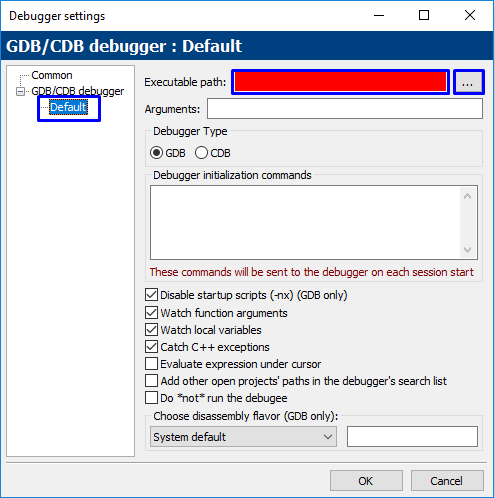 Debugger settings
GDB/CDB debugger : Default
Common
GDB/CDB debugger
Default
Executable path:
...
Arguments:
Debugger Type
GDB
CDB
Debugger initialization commands
These commands will be sent to the debugger on each session start
Disable startup scripts (-nx) (GDB only)
Watch function arguments
Watch local variables
Catch C++ exceptions
Evaluate expression under cursor
Add other open projects' paths in the debugger's search list
Do *not* run the debugee
Choose disassembly flavor (GDB only):
System default
OK
Cancel